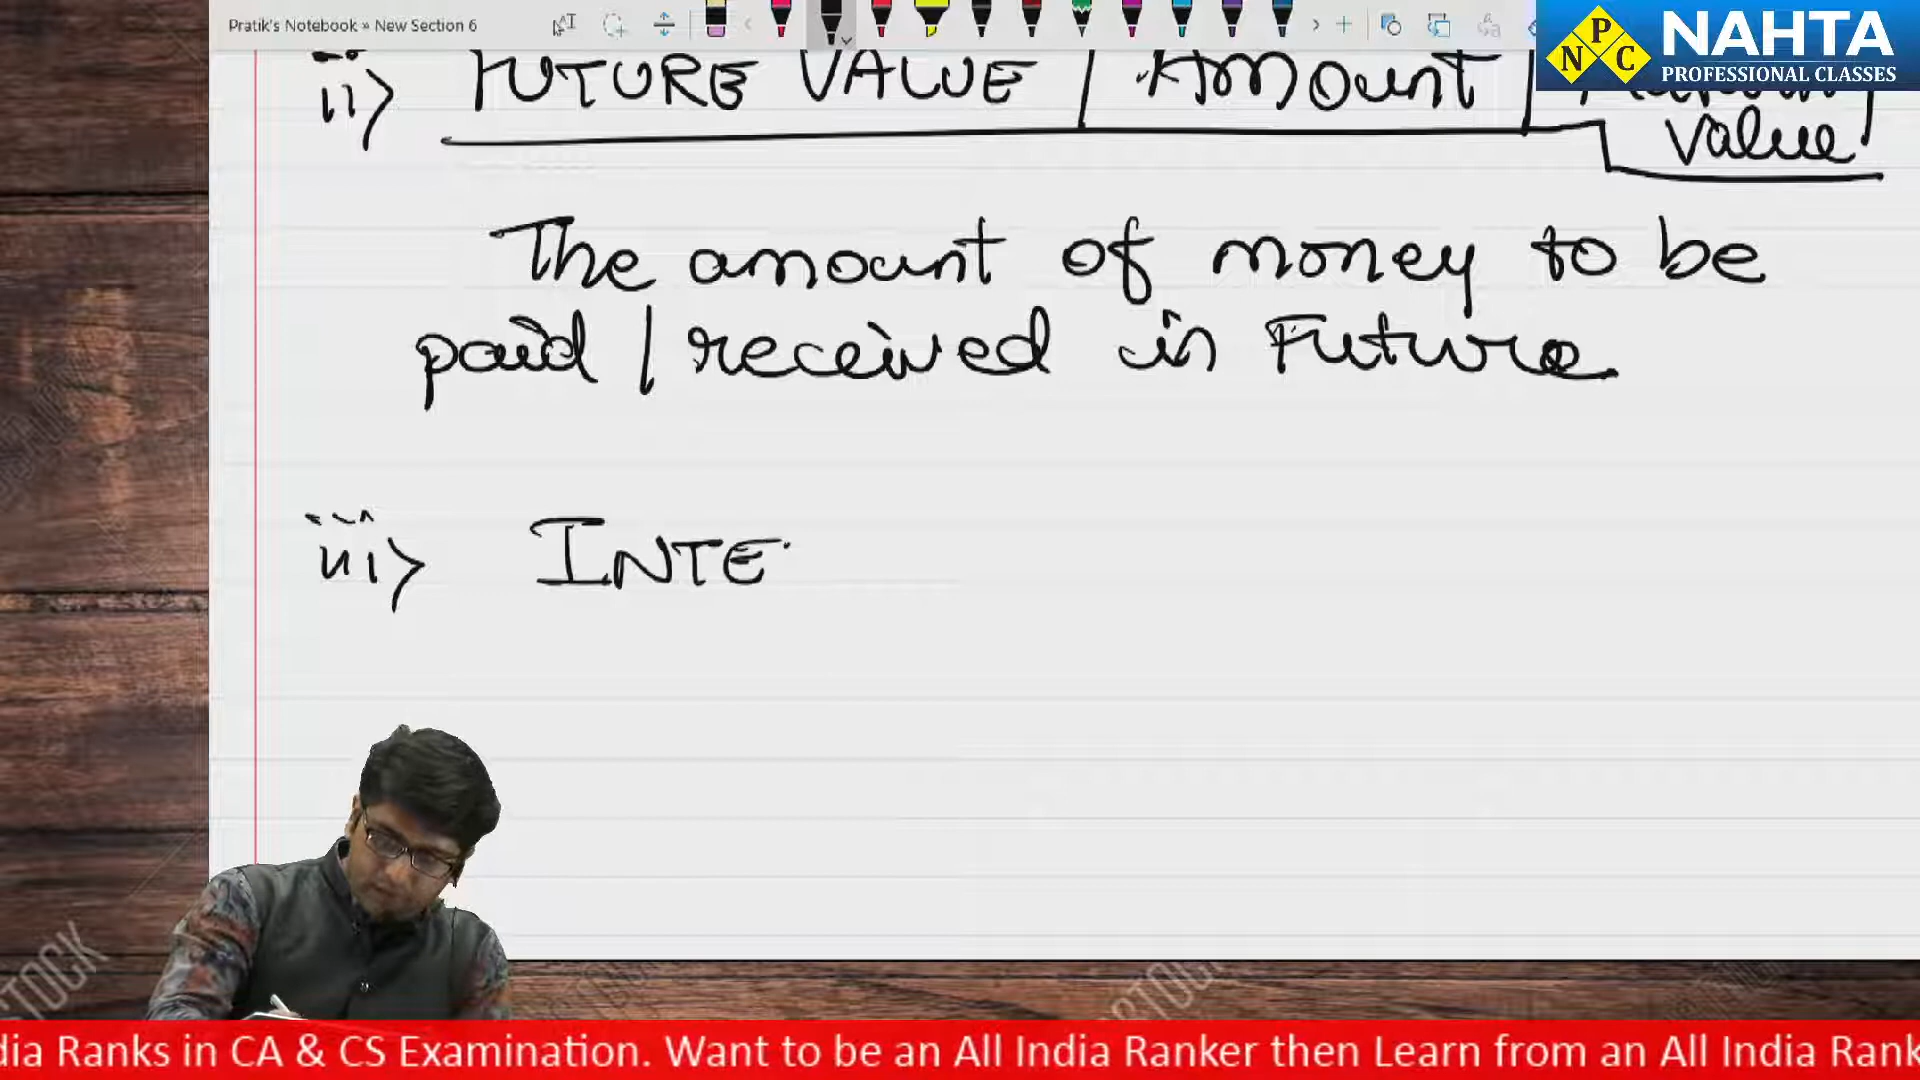 Pratik's Notebook » New Section 6
NPC
NAHTA
PROFESSIONAL CLASSES
ii> FUTURE VALUE | Amount |
value
The amount of money to be
paid / received in Future
iii> INTE
STOCK
dia Ranks in CA & CS Examination. Want to be an All India Ranker then Learn from an All India Rank